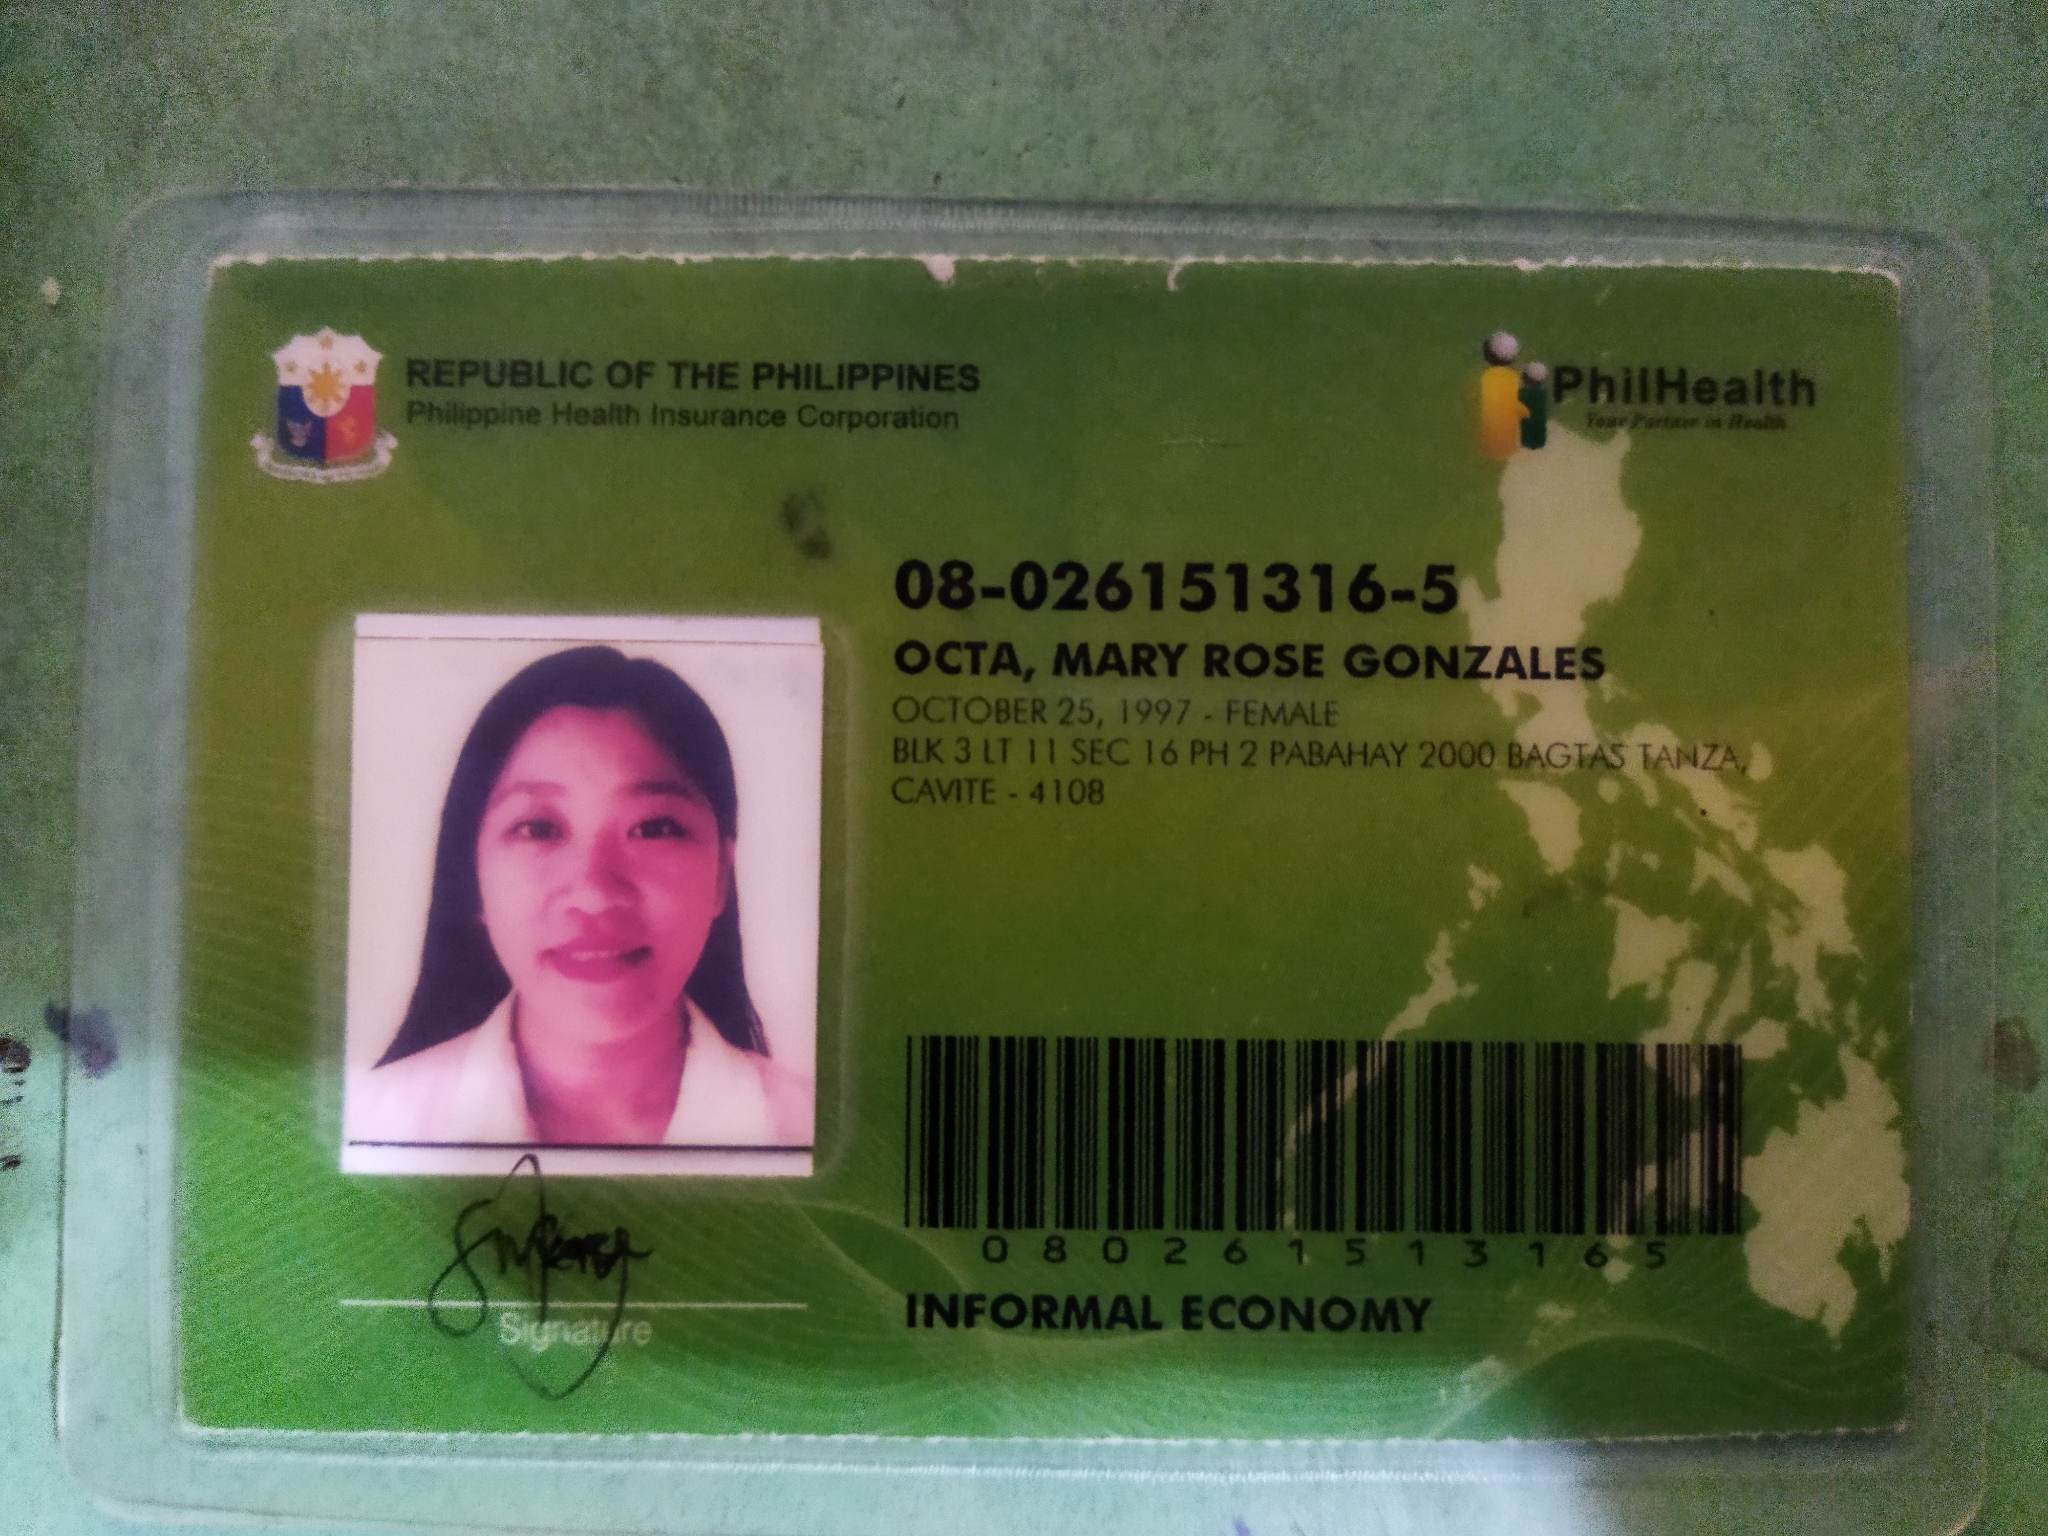 REPUBLIC OF THE PHILIPPINES
Philippine Health Insurance Corporation
PhilHealth
Your Partner in Health
08-026151316-5
OCTA, MARY ROSE GONZALES
OCTOBER 25, 1997 - FEMALE
BLK 3 LT 11 SEC 16 PH 2 PABAHAY 2000 BAGTAS TANZA,
CAVITE - 4108
080261513165
INFORMAL ECONOMY
Signature